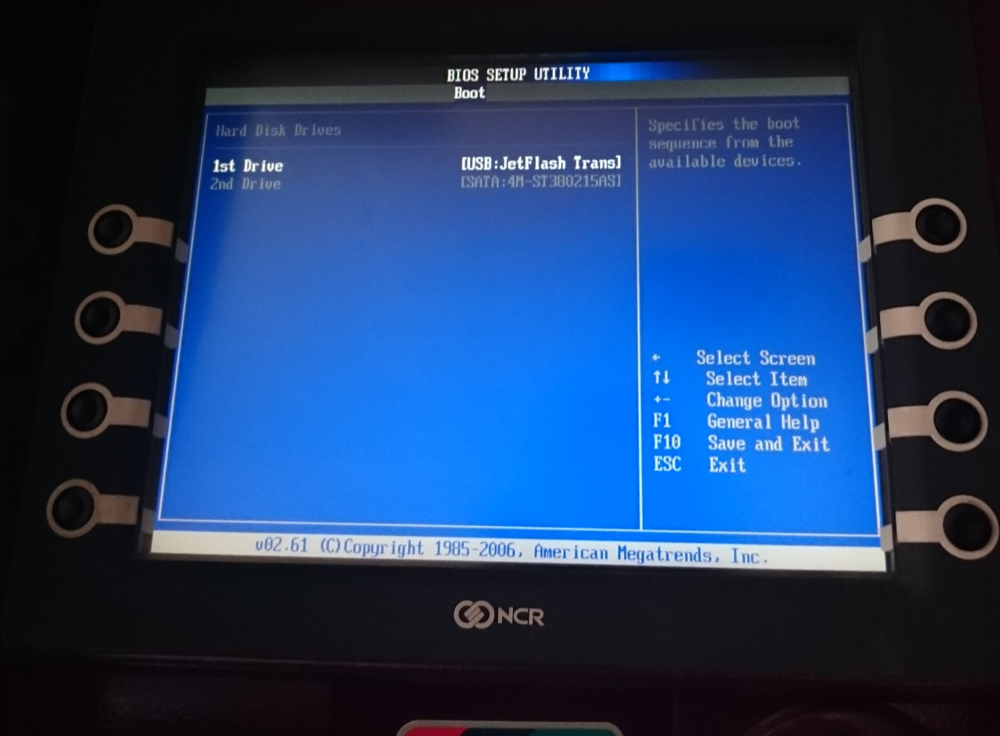 BIOS SETUP UTILITY
Boot
Hard Disk Drives
1st Drive [USB:JetFlash Trans]
2nd Drive [SATA:4M-ST380215AS]
Specifies the boot
sequence from the
available devices.
← Select Screen
↑↓ Select Item
+- Change Option
F1 General Help
F10 Save and Exit
ESC Exit
v02.61 (C)Copyright 1985-2006, American Megatrends, Inc.
NCR